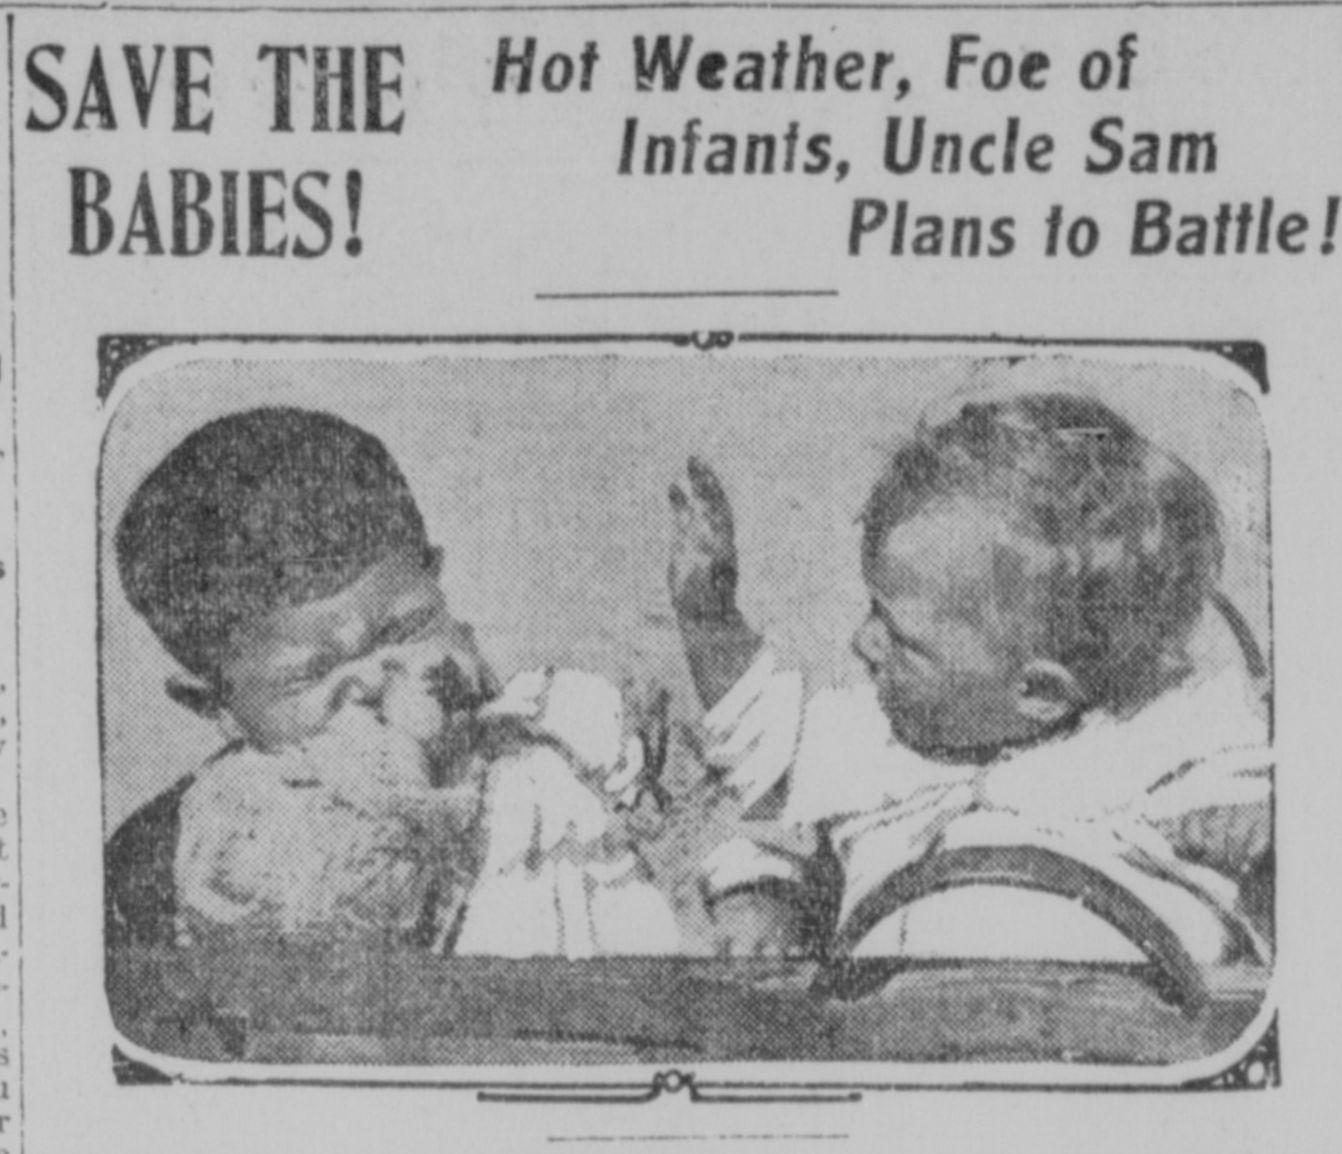 SAVE THE
BABIES!
Hot Weather, Foe of
Infants, Uncle Sam
Plans to Battle!